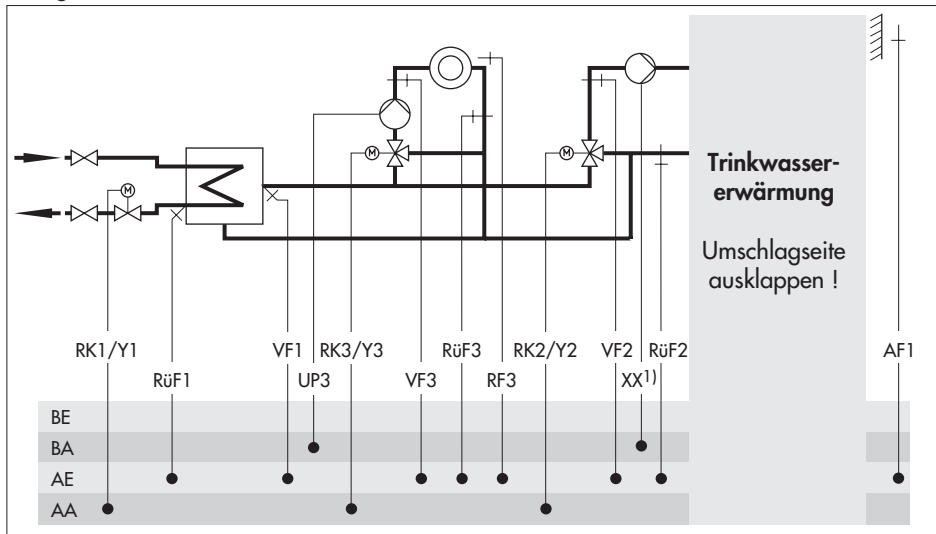 M
M
M
Trinkwasser-
erwärmung
Umschlagseite
ausklappen !
RK1/Y1 VF1 RK3/Y3 RüF3 RK2/Y2 VF2 RüF2 AF1
RüF1 UP3 VF3 RF3 XX1)
BE
BA
AE
AA